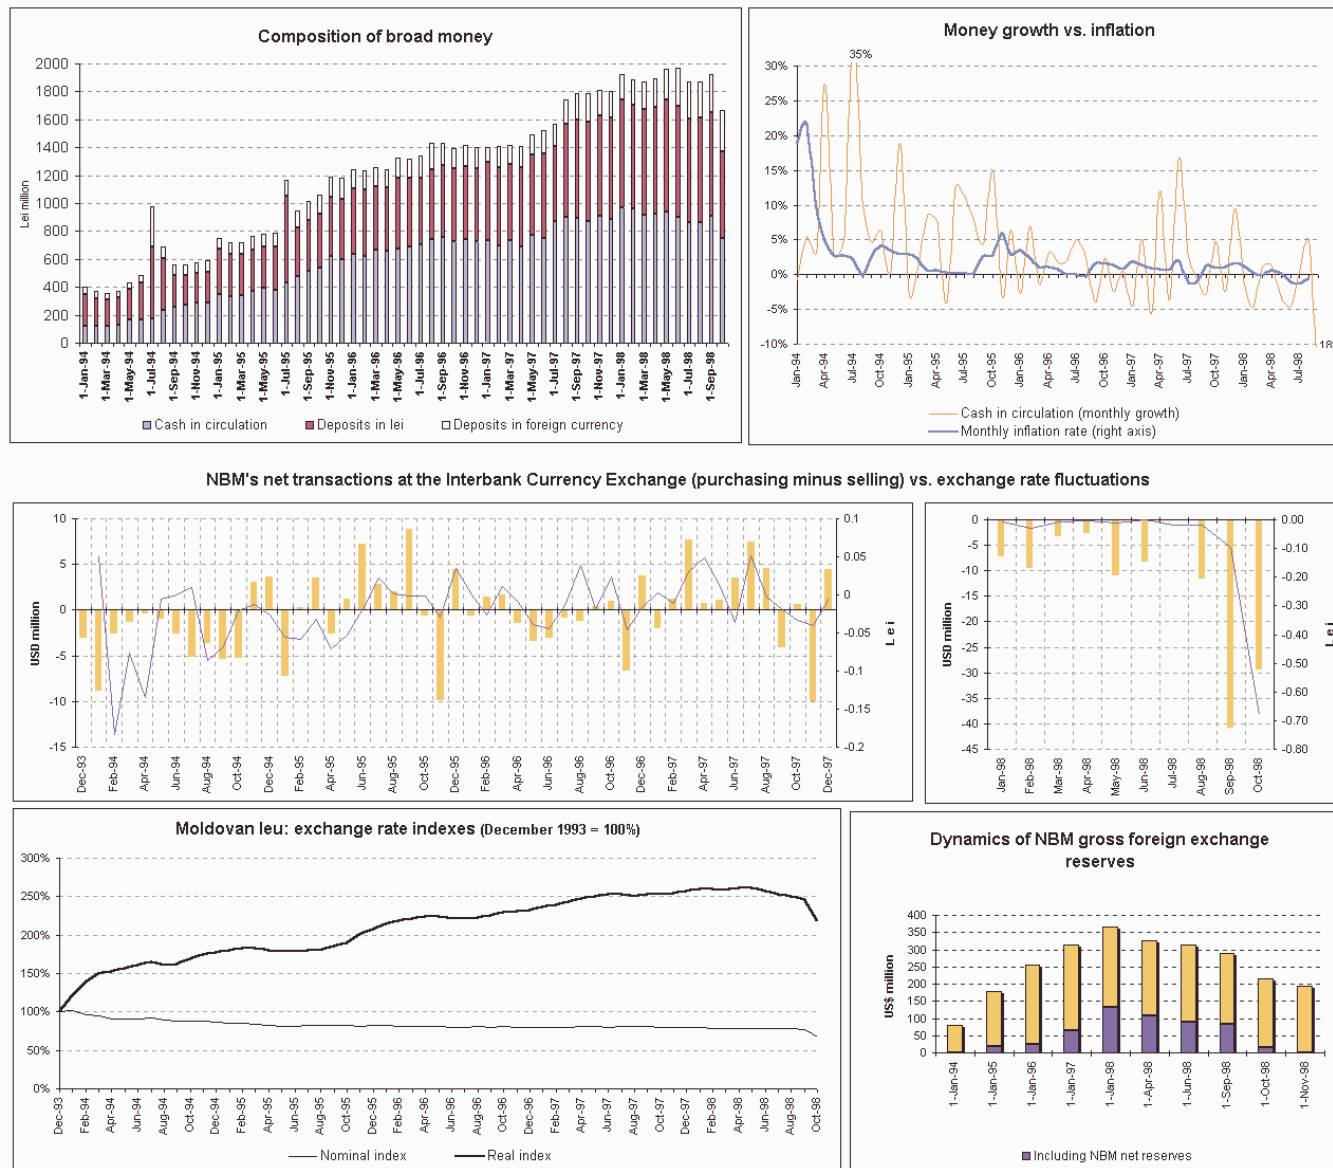 Composition of broad money
2000
1800
1600
1400
1200
1000
800
600
400
200
0
Lei million
1-Jan-94
1-Mar-94
1-May-94
1-Jul-94
1-Sep-94
1-Nov-94
1-Jan-95
1-Mar-95
1-May-95
1-Jul-95
1-Sep-95
1-Nov-95
1-Jan-96
1-Mar-96
1-May-96
1-Jul-96
1-Sep-96
1-Nov-96
1-Jan-97
1-Mar-97
1-May-97
1-Jul-97
1-Sep-97
1-Nov-97
1-Jan-98
1-Mar-98
1-May-98
1-Jul-98
1-Sep-98
Cash in circulation Deposits in lei Deposits in foreign currency
Money growth vs. inflation
35%
30%
25%
20%
15%
10%
5%
0%
-5%
-10%
18%
Jan-94
Apr-94
Jul-94
Oct-94
Jan-95
Apr-95
Jul-95
Oct-95
Jan-96
Apr-96
Jul-96
Oct-96
Jan-97
Apr-97
Jul-97
Oct-97
Jan-98
Apr-98
Jul-98
Cash in circulation (monthly growth)
Monthly inflation rate (right axis)
NBM's net transactions at the Interbank Currency Exchange (purchasing minus selling) vs. exchange rate fluctuations
10
5
0
-5
-10
-15
USD million
0.1
0.05
0
-0.05
-0.1
-0.15
-0.2
Lei
Dec-93
Feb-94
Apr-94
Jun-94
Aug-94
Oct-94
Dec-94
Feb-95
Apr-95
Jun-95
Aug-95
Oct-95
Dec-95
Feb-96
Apr-96
Jun-96
Aug-96
Oct-96
Dec-96
Feb-97
Apr-97
Jun-97
Aug-97
Oct-97
Dec-97
0
-5
-10
-15
-20
-25
-30
-35
-40
-45
USD million
0.00
-0.10
-0.20
-0.30
-0.40
-0.50
-0.60
-0.70
-0.80
Lei
Jan-98
Feb-98
Mar-98
Apr-98
May-98
Jun-98
Jul-98
Aug-98
Sep-98
Oct-98
Moldovan leu: exchange rate indexes (December 1993 = 100%)
300%
250%
200%
150%
100%
50%
0%
Dec-93
Feb-94
Apr-94
Jun-94
Aug-94
Oct-94
Dec-94
Feb-95
Apr-95
Jun-95
Aug-95
Oct-95
Dec-95
Feb-96
Apr-96
Jun-96
Aug-96
Oct-96
Dec-96
Feb-97
Apr-97
Jun-97
Aug-97
Oct-97
Dec-97
Feb-98
Apr-98
Jun-98
Aug-98
Oct-98
Nominal index Real index
Dynamics of NBM gross foreign exchange
reserves
400
350
300
250
200
150
100
50
0
US$ million
1-Jan-94
1-Jan-95
1-Jan-96
1-Jan-97
1-Jan-98
1-Apr-98
1-Jun-98
1-Sep-98
1-Oct-98
1-Nov-98
Including NBM net reserves